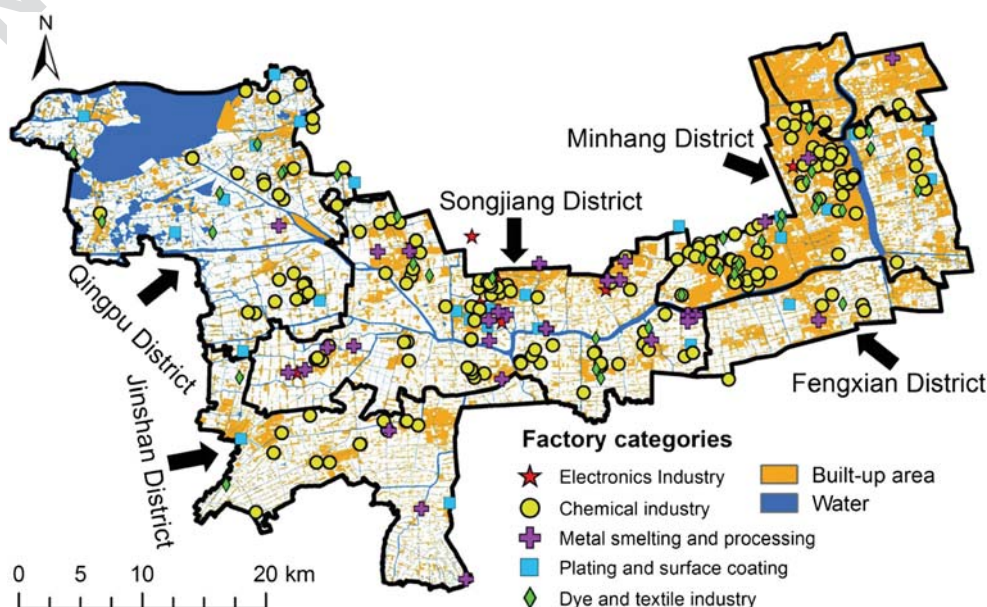 N
Minhang District
Songjiang District
Qingpu District
Jinshan District
Fengxian District
Factory categories
Electronics Industry
Chemical industry
Metal smelting and processing
Plating and surface coating
Dye and textile industry
Built-up area
Water
0 5 10 20 km